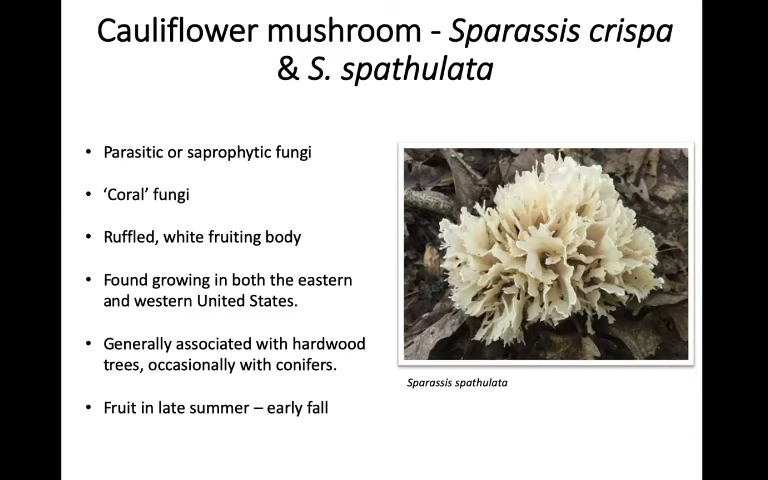 Cauliflower mushroom - Sparassis crispa
& S. spathulata
• Parasitic or saprophytic fungi
• ‘Coral’ fungi
• Ruffled, white fruiting body
• Found growing in both the eastern
and western United States.
• Generally associated with hardwood
trees, occasionally with conifers.
• Fruit in late summer – early fall
Sparassis spathulata